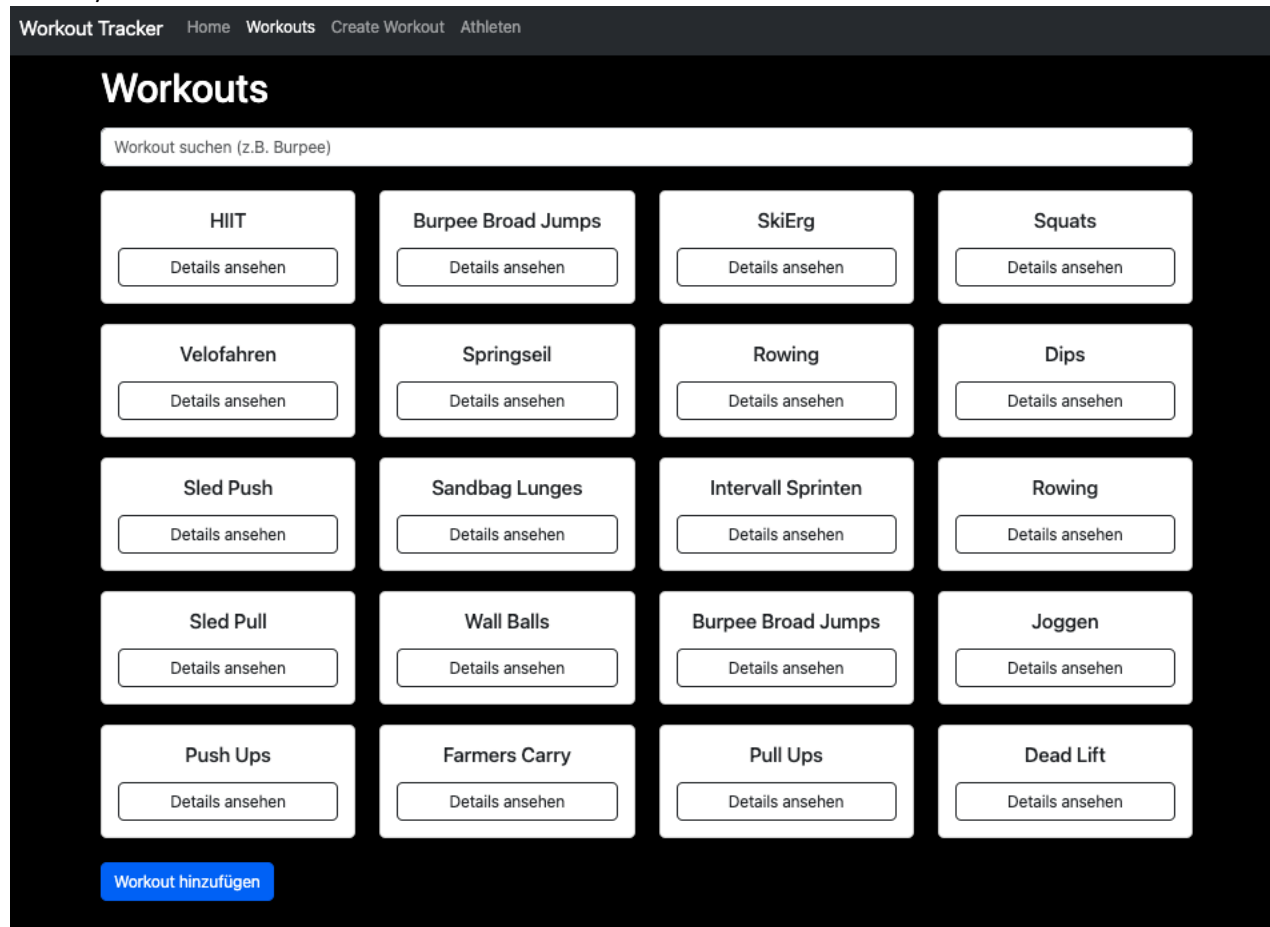 Workout Tracker Home Workouts Create Workout Athleten
Workouts
Workout suchen (z.B. Burpee)
HIIT Burpee Broad Jumps SkiErg Squats
Details ansehen Details ansehen Details ansehen Details ansehen
Velofahren Springseil Rowing Dips
Details ansehen Details ansehen Details ansehen Details ansehen
Sled Push Sandbag Lunges Intervall Sprinten Rowing
Details ansehen Details ansehen Details ansehen Details ansehen
Sled Pull Wall Balls Burpee Broad Jumps Joggen
Details ansehen Details ansehen Details ansehen Details ansehen
Push Ups Farmers Carry Pull Ups Dead Lift
Details ansehen Details ansehen Details ansehen Details ansehen
Workout hinzufügen